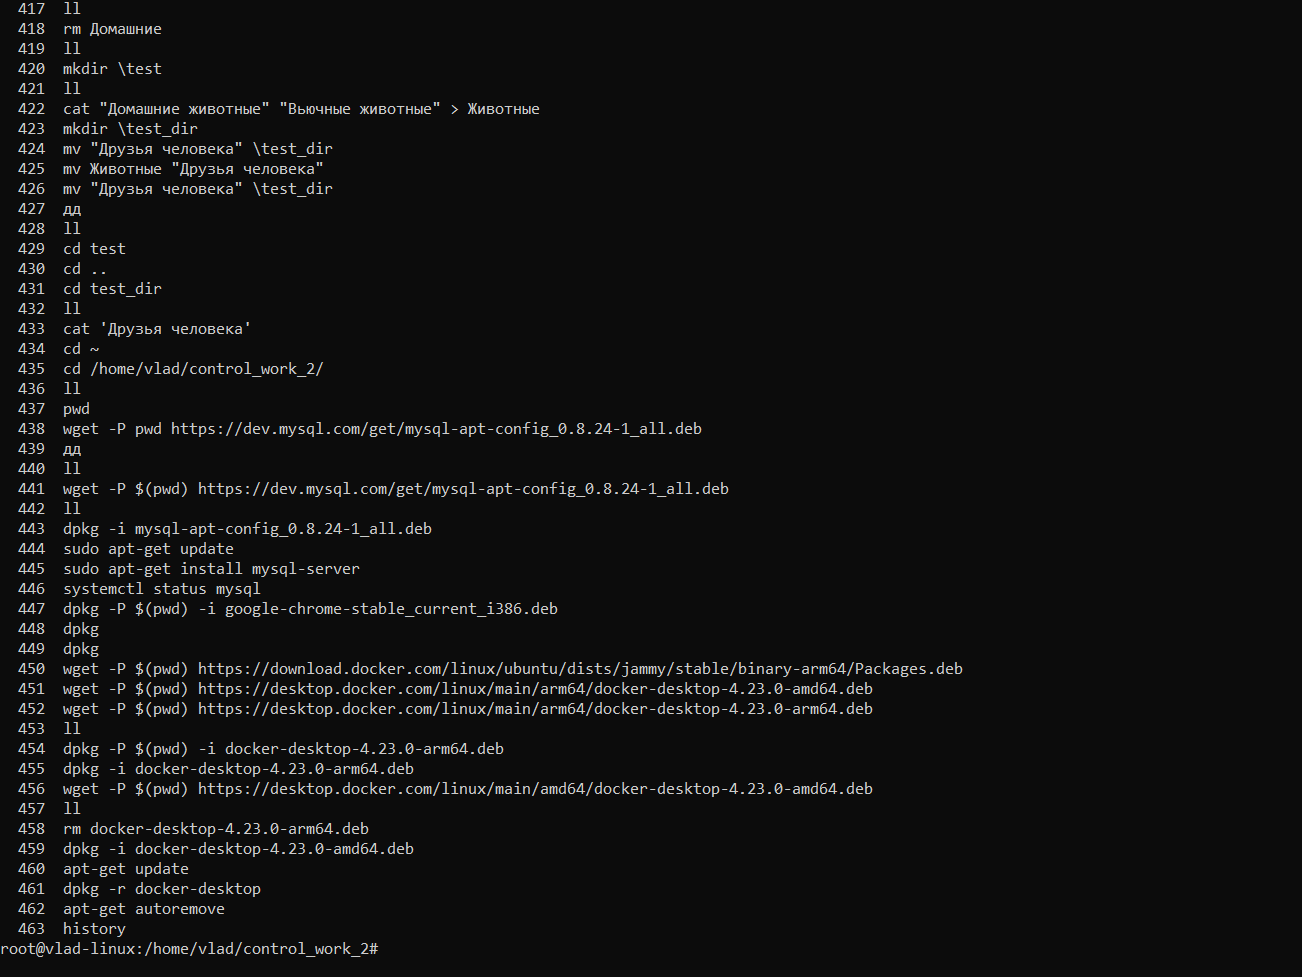 417 ll
418 rm Домашние
419 ll
420 mkdir \test
421 ll
422 cat "Домашние животные" "Вьючные животные" > Животные
423 mkdir \test_dir
424 mv "Друзья человека" \test_dir
425 mv Животные "Друзья человека"
426 mv "Друзья человека" \test_dir
427 дд
428 ll
429 cd test
430 cd ..
431 cd test_dir
432 ll
433 cat 'Друзья человека'
434 cd ~
435 cd /home/vlad/control_work_2/
436 ll
437 pwd
438 wget -P pwd https://dev.mysql.com/get/mysql-apt-config_0.8.24-1_all.deb
439 дд
440 ll
441 wget -P $(pwd) https://dev.mysql.com/get/mysql-apt-config_0.8.24-1_all.deb
442 ll
443 dpkg -i mysql-apt-config_0.8.24-1_all.deb
444 sudo apt-get update
445 sudo apt-get install mysql-server
446 systemctl status mysql
447 dpkg -P $(pwd) -i google-chrome-stable_current_i386.deb
448 dpkg
449 dpkg
450 wget -P $(pwd) https://download.docker.com/linux/ubuntu/dists/jammy/stable/binary-arm64/Packages.deb
451 wget -P $(pwd) https://desktop.docker.com/linux/main/arm64/docker-desktop-4.23.0-amd64.deb
452 wget -P $(pwd) https://desktop.docker.com/linux/main/arm64/docker-desktop-4.23.0-arm64.deb
453 ll
454 dpkg -P $(pwd) -i docker-desktop-4.23.0-arm64.deb
455 dpkg -i docker-desktop-4.23.0-arm64.deb
456 wget -P $(pwd) https://desktop.docker.com/linux/main/amd64/docker-desktop-4.23.0-amd64.deb
457 ll
458 rm docker-desktop-4.23.0-arm64.deb
459 dpkg -i docker-desktop-4.23.0-amd64.deb
460 apt-get update
461 dpkg -r docker-desktop
462 apt-get autoremove
463 history
root@vlad-linux:/home/vlad/control_work_2#